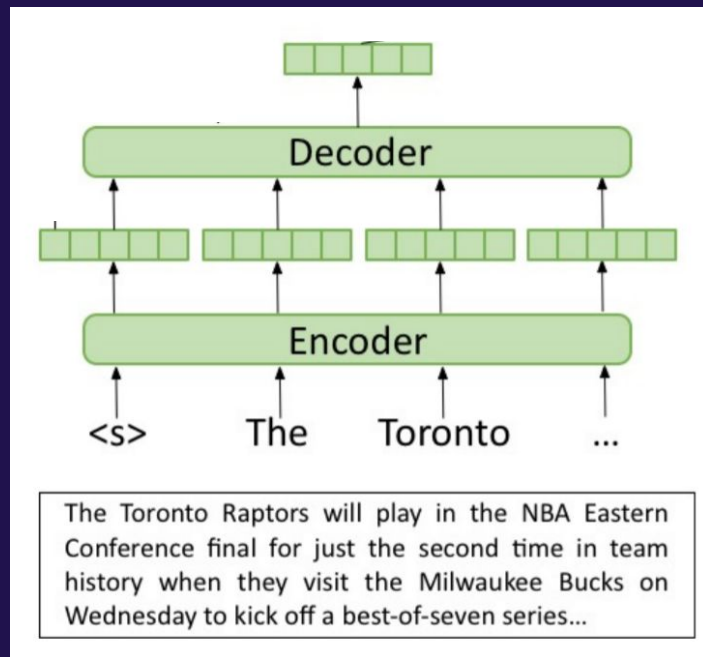 Decoder
Encoder
<s> The Toronto ...
The Toronto Raptors will play in the NBA Eastern
Conference final for just the second time in team
history when they visit the Milwaukee Bucks on
Wednesday to kick off a best-of-seven series...